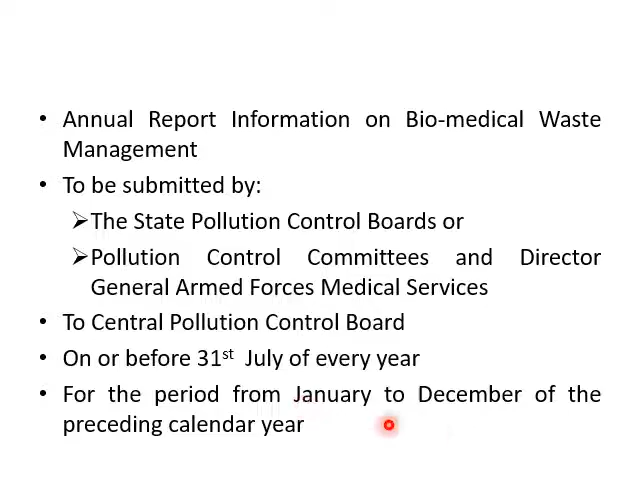 • Annual Report Information on Bio-medical Waste
Management
• To be submitted by:
➢The State Pollution Control Boards or
➢Pollution Control Committees and Director
General Armed Forces Medical Services
• To Central Pollution Control Board
• On or before 31st July of every year
• For the period from January to December of the
preceding calendar year